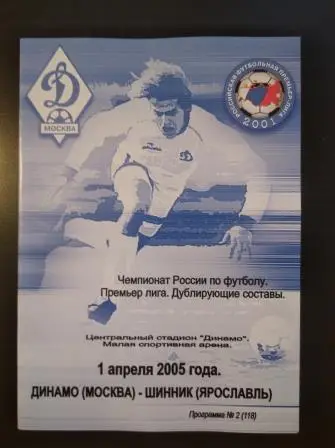 Д
МОСКВА
РОССИЙСКАЯ ФУТБОЛЬНАЯ ПРЕМЬЕР-ЛИГА
2001
Чемпионат России по футболу.
Премьер лига. Дублирующие составы.
Центральный стадион "Динамо".
Малая спортивная арена.
1 апреля 2005 года.
ДИНАМО (МОСКВА) - ШИННИК (ЯРОСЛАВЛЬ)
Программа № 2 (118)